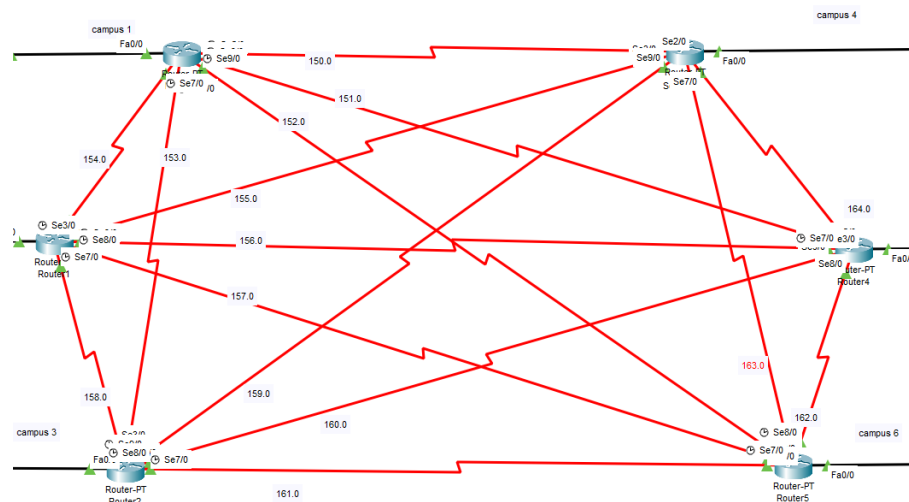 campus 1
campus 4
Fa0/0
Se9/0
150.0
Se2/0
Se9/0
Fa0/0
Se7/0
Se7/0
151.0
152.0
154.0
153.0
155.0
164.0
Se3/0
Se8/0
Se7/0
Router1
156.0
Se7/0
Se8/0
Router4
157.0
158.0
159.0
160.0
163.0
162.0
campus 3
campus 6
Se8/0
Se7/0
Se8/0
Se7/0
Fa0/0
Router-PT
Router-PT
Router5
161.0